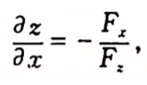 ∂z/∂x = − F_x/F_z,